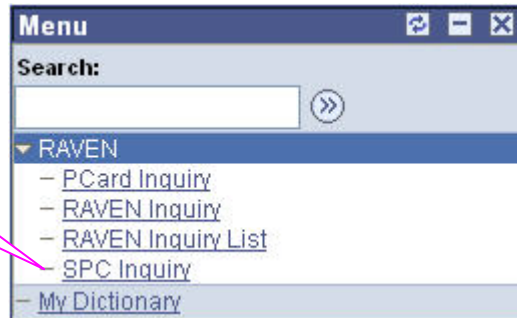 Menu
Search:
RAVEN
PCard Inquiry
RAVEN Inquiry
RAVEN Inquiry List
SPC Inquiry
My Dictionary